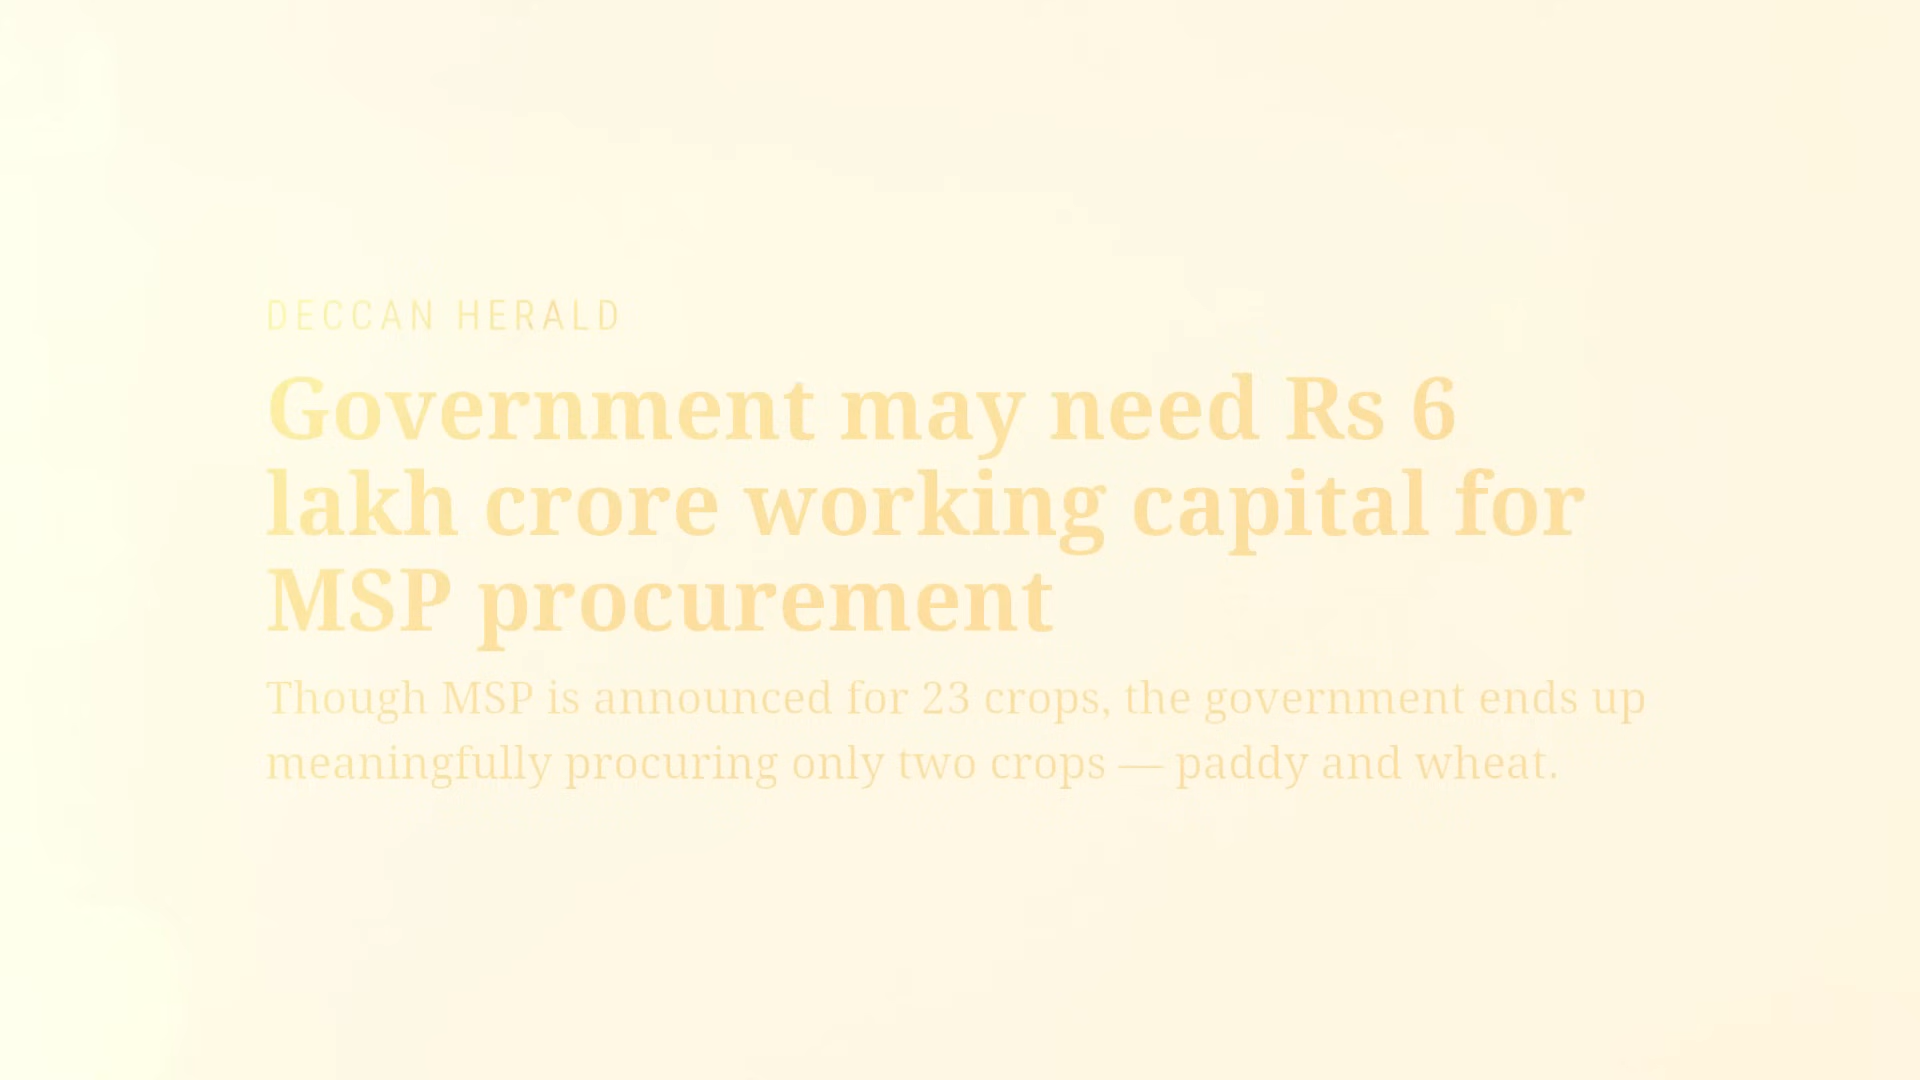 DECCAN HERALD
Government may need Rs 6
lakh crore working capital for
MSP procurement
Though MSP is announced for 23 crops, the government ends up
meaningfully procuring only two crops — paddy and wheat.